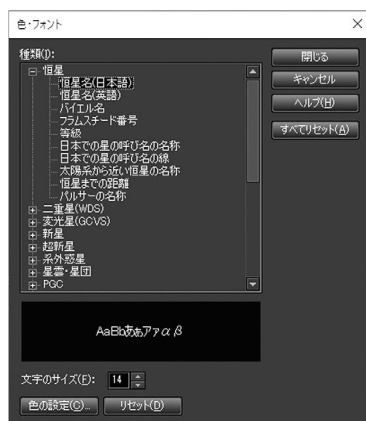 色・フォント
種類(I):
恒星
恒星名(日本語)
恒星名(英語)
バイエル名
フラムスチード番号
等級
日本での星の呼び名の名称
日本での星の呼び名の線
太陽系から近い恒星の名称
恒星までの距離
パルサーの名称
二重星(WDS)
変光星(GCVS)
新星
超新星
系外惑星
星雲・星団
PGC
閉じる
キャンセル
ヘルプ(H)
すべてリセット(A)
AaBbあぁアァαβ
文字のサイズ(F): 14
色の設定(C)... リセット(D)